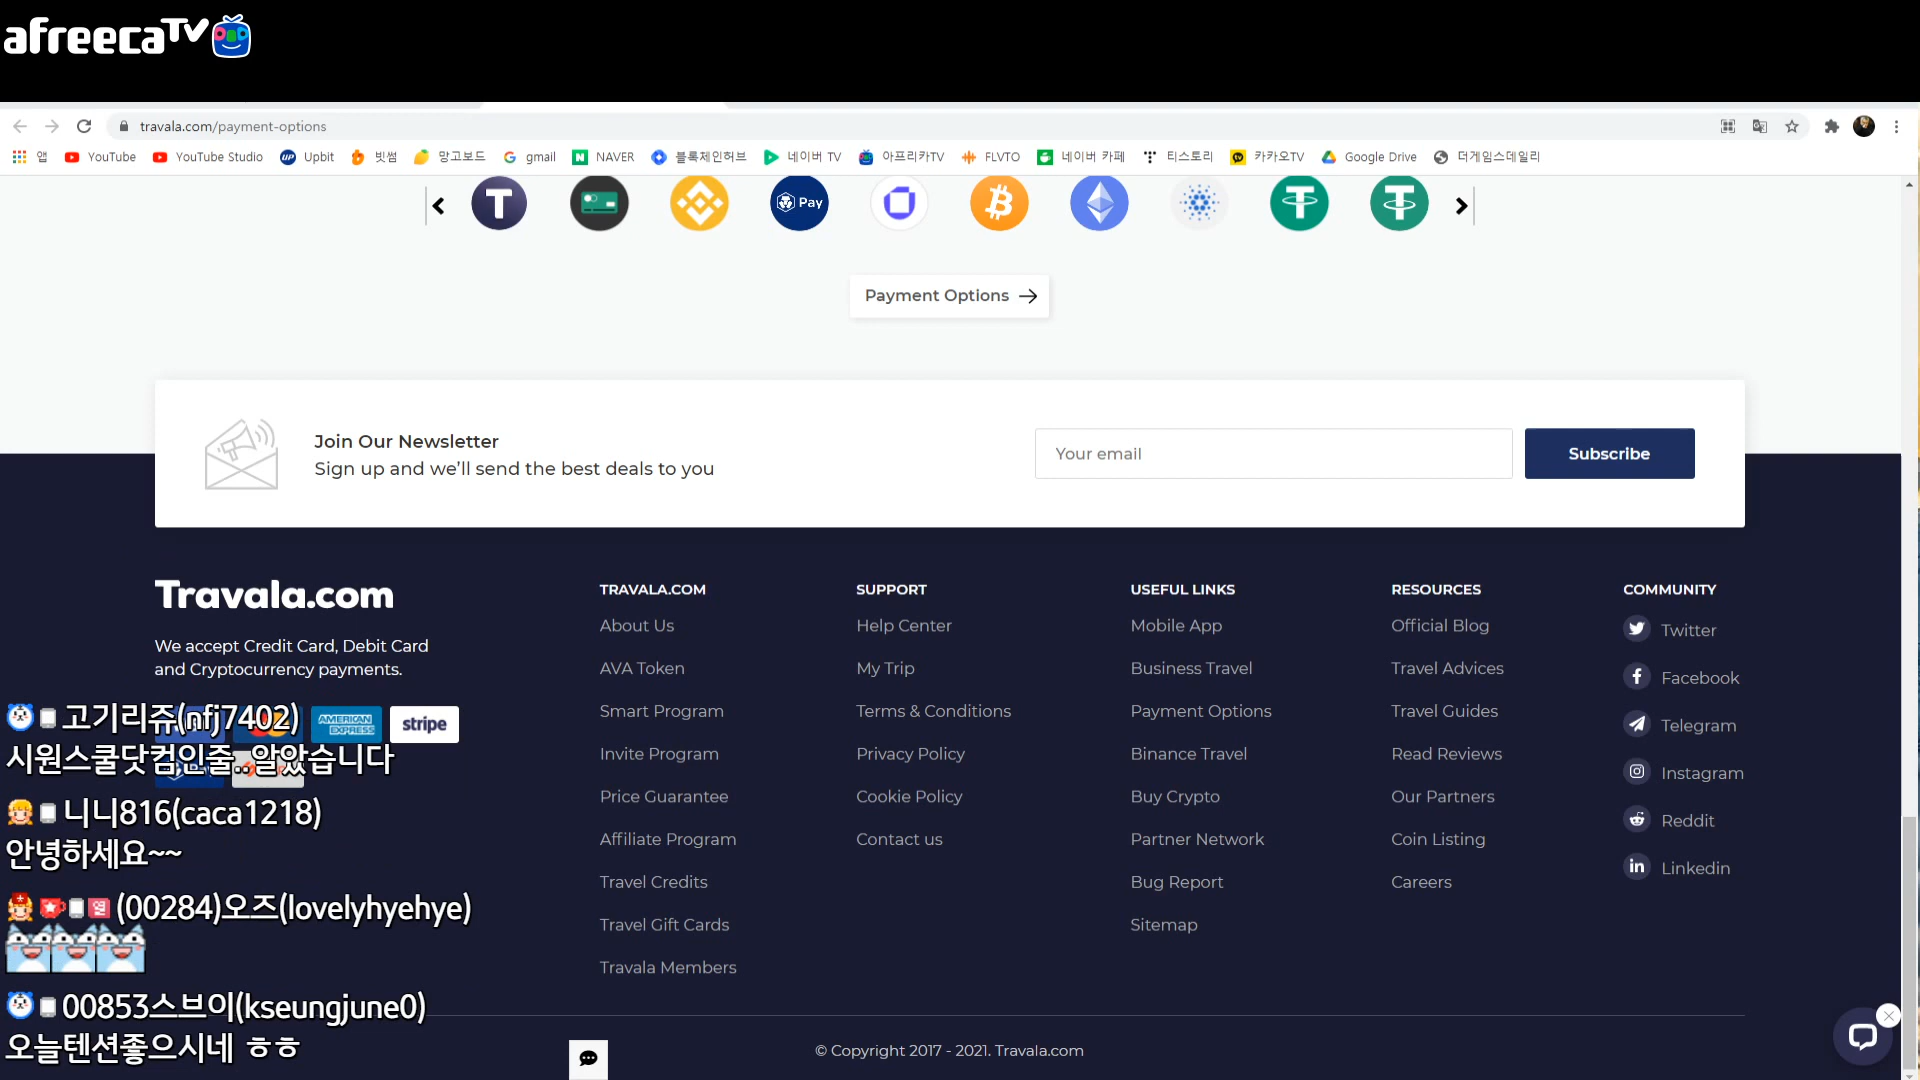 afreecaTV
travala.com/payment-options
앱 YouTube YouTube Studio Upbit 빗썸 망고보드 gmail NAVER 블록체인허브 네이버 TV 아프리카TV FLVTO 네이버 카페 티스토리 카카오TV Google Drive 더게임스데일리
Pay
Payment Options
Join Our Newsletter
Sign up and we'll send the best deals to you
Your email
Subscribe
Travala.com
We accept Credit Card, Debit Card
and Cryptocurrency payments.
AMERICAN EXPRESS
stripe
TRAVALA.COM
About Us
AVA Token
Smart Program
Invite Program
Price Guarantee
Affiliate Program
Travel Credits
Travel Gift Cards
Travala Members
SUPPORT
Help Center
My Trip
Terms & Conditions
Privacy Policy
Cookie Policy
Contact us
USEFUL LINKS
Mobile App
Business Travel
Payment Options
Binance Travel
Buy Crypto
Partner Network
Bug Report
Sitemap
RESOURCES
Official Blog
Travel Advices
Travel Guides
Read Reviews
Our Partners
Coin Listing
Careers
COMMUNITY
Twitter
Facebook
Telegram
Instagram
Reddit
Linkedin
고기리쥬(nfj7402)
시원스쿨닷컴인줄..알았습니다
니니816(caca1218)
안녕하세요~~
(00284)오즈(lovelyhyehye)
00853스브이(kseungjune0)
오늘텐션좋으시네 ㅎㅎ
© Copyright 2017 - 2021. Travala.com